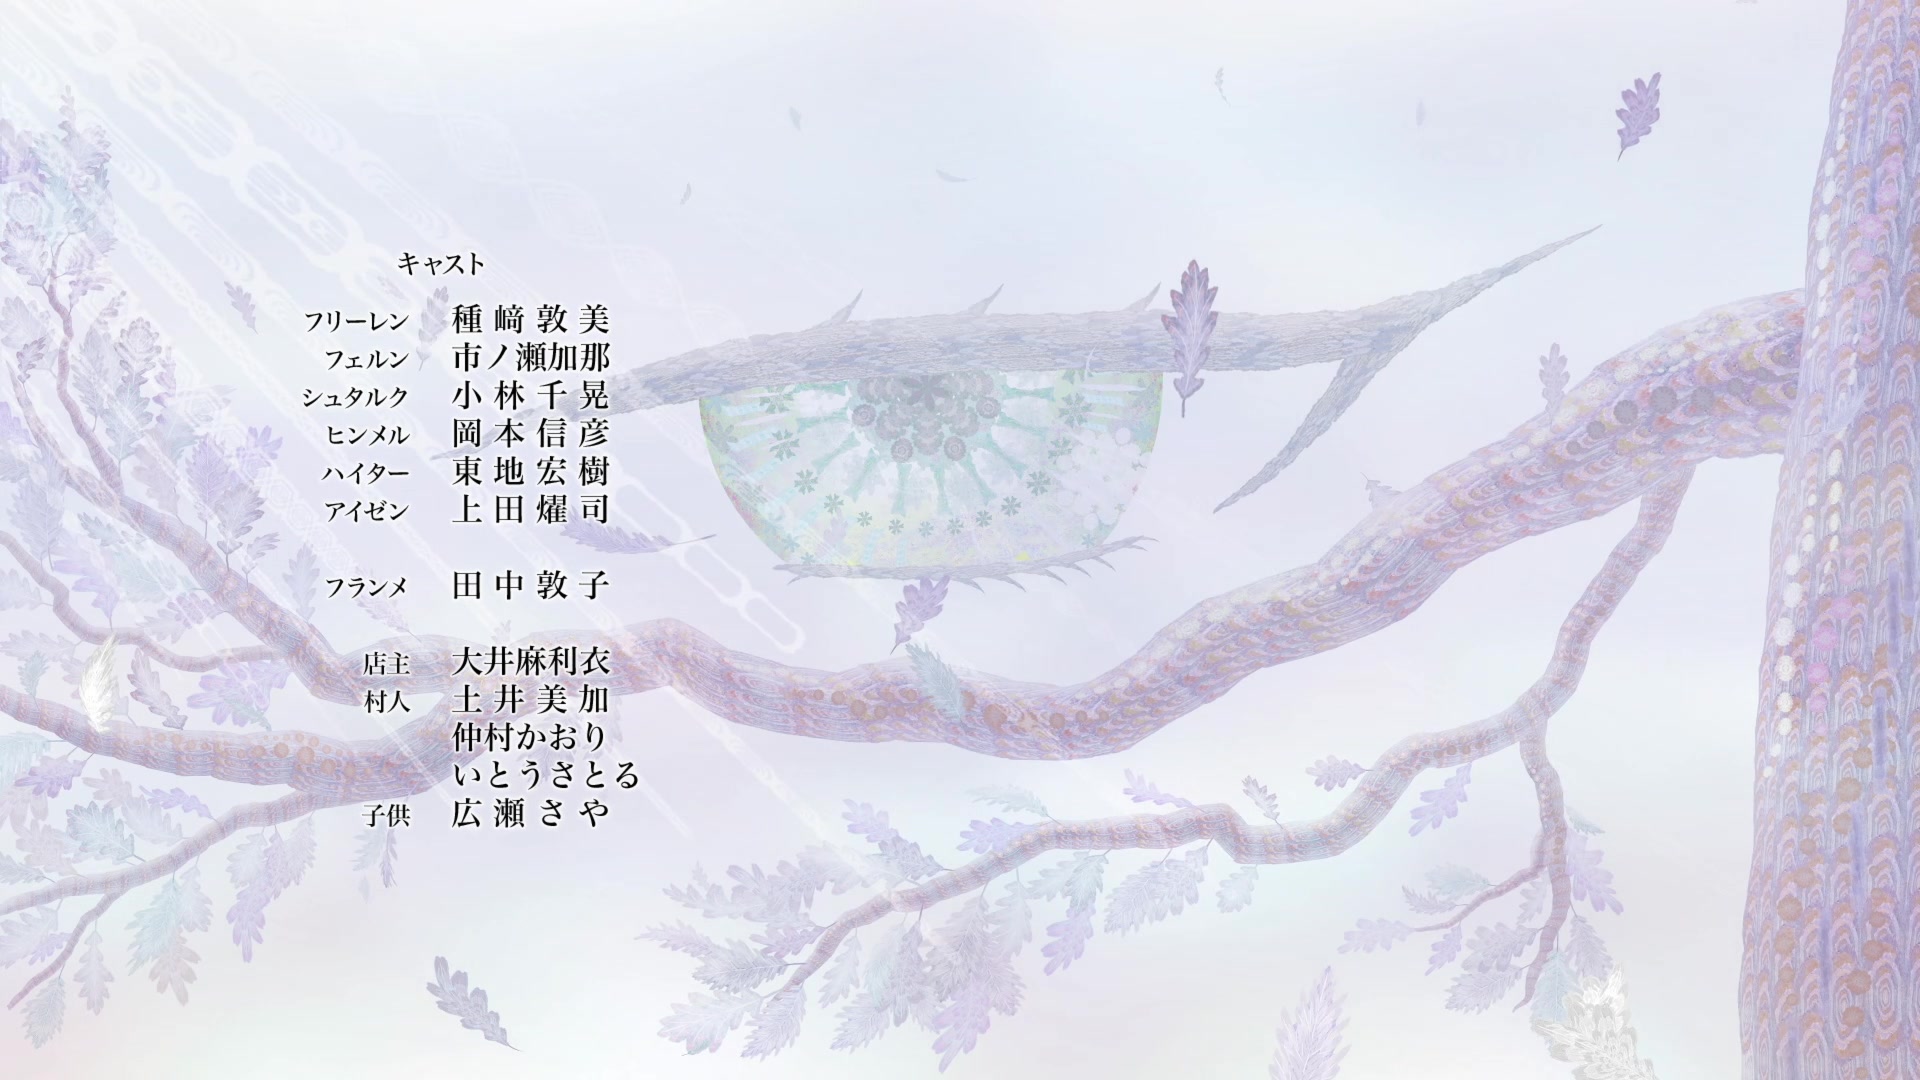 キャスト
フリーレン 種﨑敦美
フェルン 市ノ瀬加那
シュタルク 小林千晃
ヒンメル 岡本信彦
ハイター 東地宏樹
アイゼン 上田燿司
フランメ 田中敦子
店主 大井麻利衣
村人 土井美加
仲村かおり
いとうさとる
子供 広瀬さや